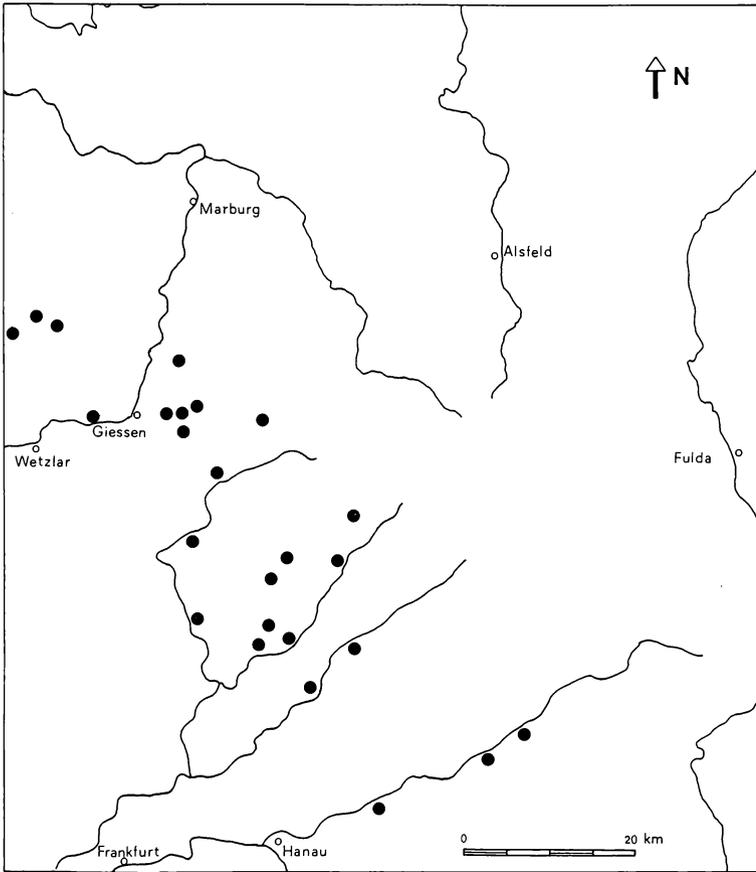 N
Marburg
Alsfeld
Giessen
Wetzlar
Fulda
0 20 km
Frankfurt
Hanau